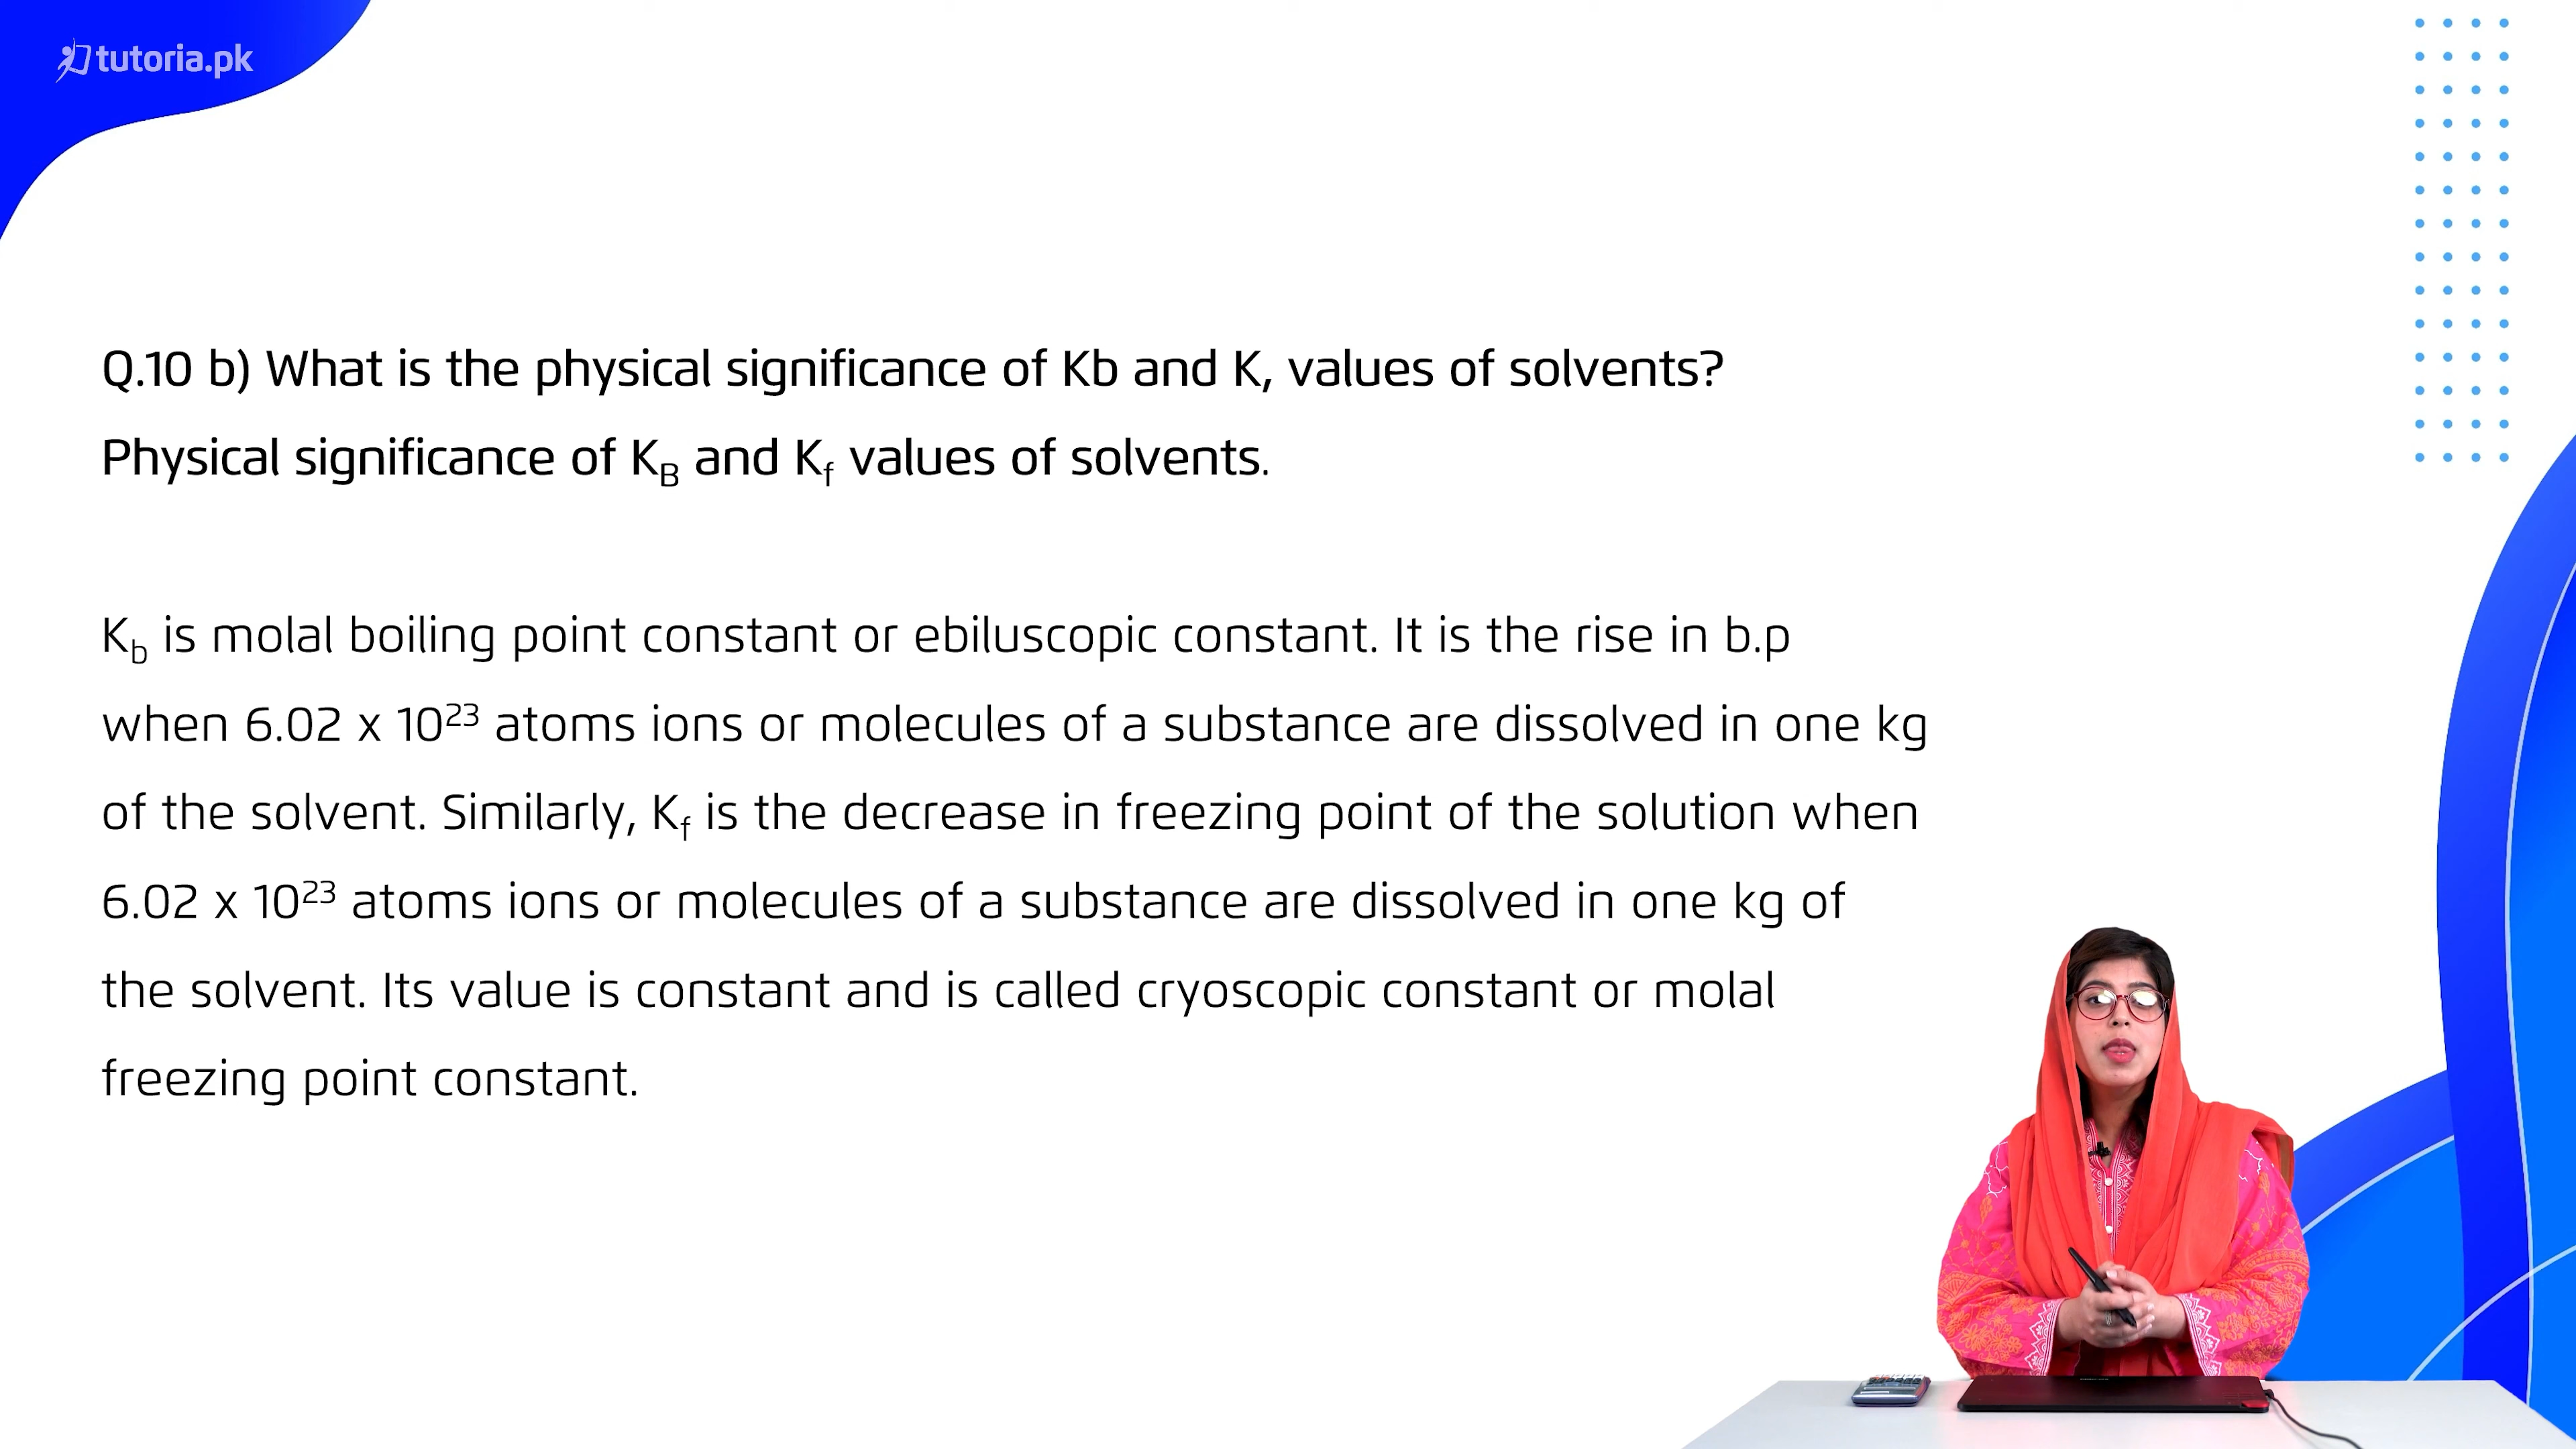 tutoria.pk
Q.10 b) What is the physical significance of Kb and K, values of solvents?
Physical significance of K_B and K_f values of solvents.
K_b is molal boiling point constant or ebiluscopic constant. It is the rise in b.p
when 6.02 x 10²³ atoms ions or molecules of a substance are dissolved in one kg
of the solvent. Similarly, K_f is the decrease in freezing point of the solution when
6.02 x 10²³ atoms ions or molecules of a substance are dissolved in one kg of
the solvent. Its value is constant and is called cryoscopic constant or molal
freezing point constant.